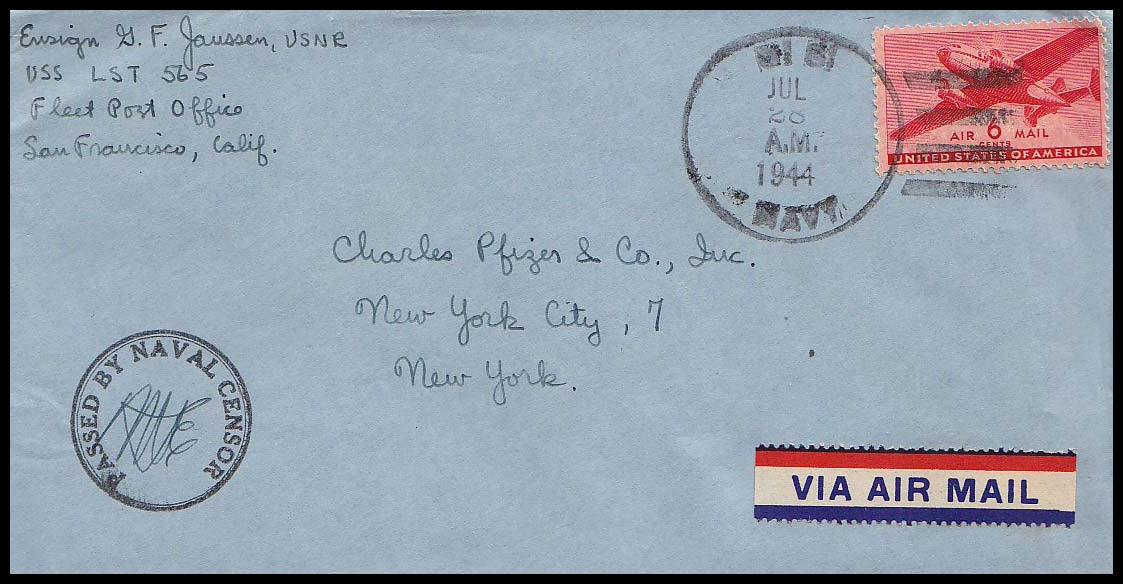 Ensign G. F. Janssen, USNR
USS LST 565
Fleet Post Office
San Francisco, Calif.
JUL
28
A.M.
1944
NAVY
AIR 6 MAIL
CENTS
UNITED STATES OF AMERICA
Charles Pfizer & Co., Inc.
New York City, 7
New York.
PASSED BY NAVAL CENSOR
VIA AIR MAIL